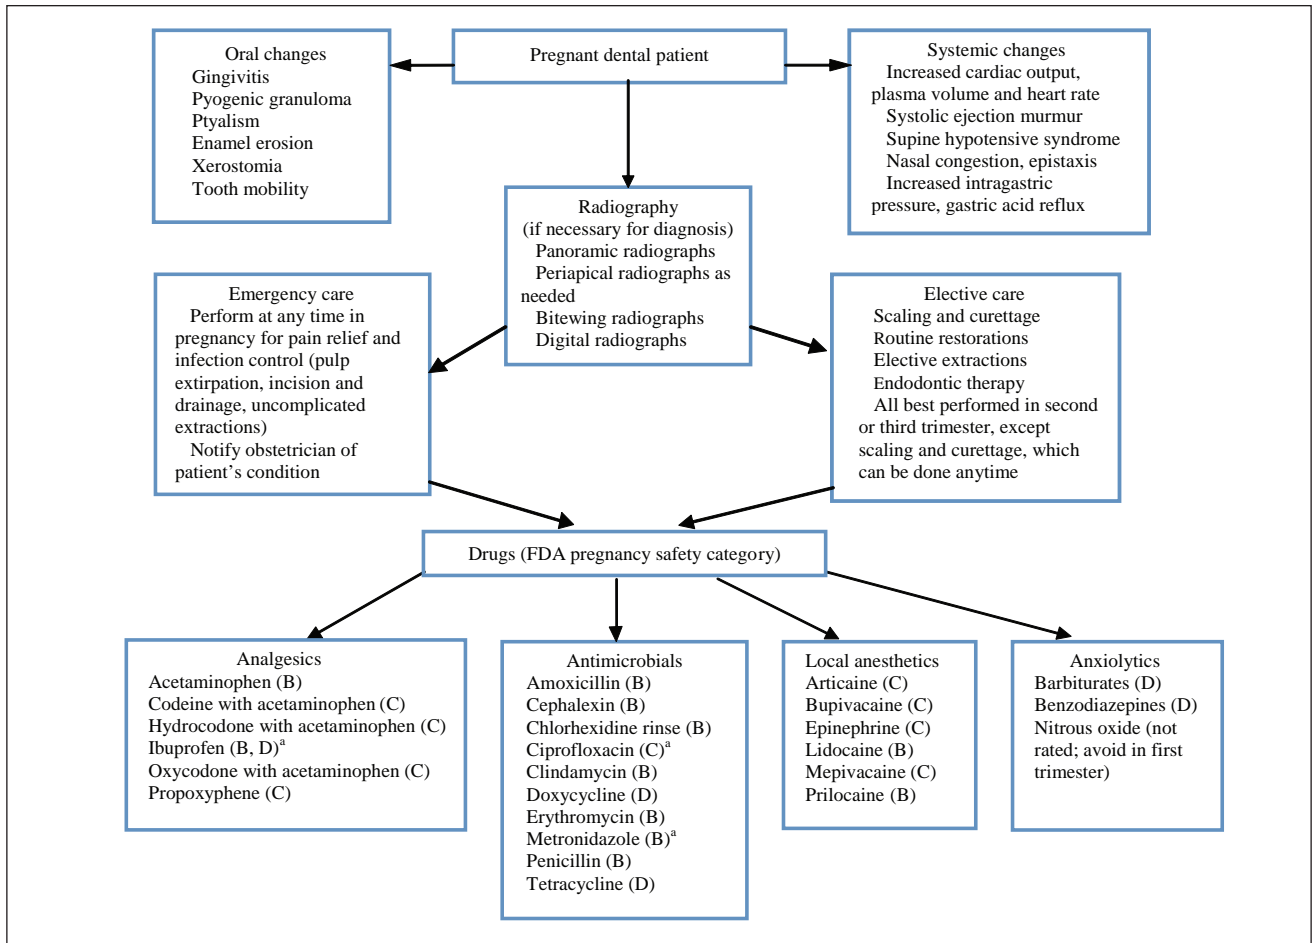 Pregnant dental patient
Oral changes
Gingivitis
Pyogenic granuloma
Ptyalism
Enamel erosion
Xerostomia
Tooth mobility
Systemic changes
Increased cardiac output,
plasma volume and heart rate
Systolic ejection murmur
Supine hypotensive syndrome
Nasal congestion, epistaxis
Increased intragastric
pressure, gastric acid reflux
Radiography
(if necessary for diagnosis)
Panoramic radiographs
Periapical radiographs as
needed
Bitewing radiographs
Digital radiographs
Emergency care
Perform at any time in
pregnancy for pain relief and
infection control (pulp
extirpation, incision and
drainage, uncomplicated
extractions)
Notify obstetrician of
patient's condition
Elective care
Scaling and curettage
Routine restorations
Elective extractions
Endodontic therapy
All best performed in second
or third trimester, except
scaling and curettage, which
can be done anytime
Drugs (FDA pregnancy safety category)
Analgesics
Acetaminophen (B)
Codeine with acetaminophen (C)
Hydrocodone with acetaminophen (C)
Ibuprofen (B, D)a
Oxycodone with acetaminophen (C)
Propoxyphene (C)
Antimicrobials
Amoxicillin (B)
Cephalexin (B)
Chlorhexidine rinse (B)
Ciprofloxacin (C)a
Clindamycin (B)
Doxycycline (D)
Erythromycin (B)
Metronidazole (B)a
Penicillin (B)
Tetracycline (D)
Local anesthetics
Articaine (C)
Bupivacaine (C)
Epinephrine (C)
Lidocaine (B)
Mepivacaine (C)
Prilocaine (B)
Anxiolytics
Barbiturates (D)
Benzodiazepines (D)
Nitrous oxide (not
rated; avoid in first
trimester)